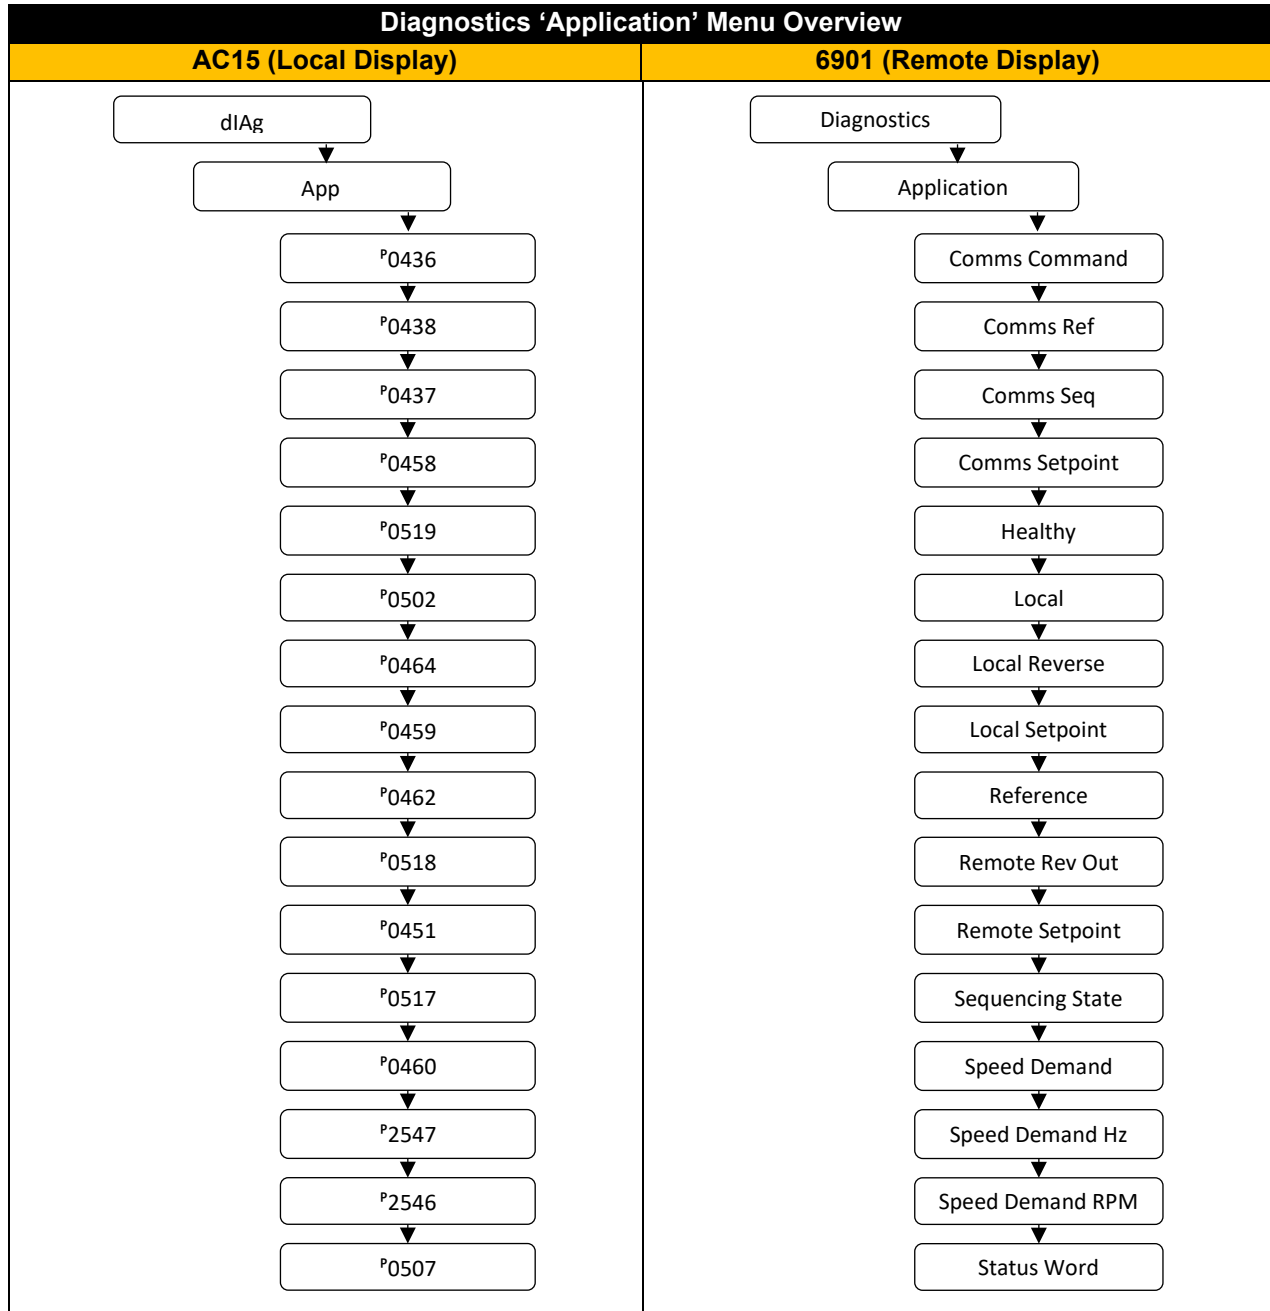 Diagnostics ‘Application’ Menu Overview
AC15 (Local Display)
6901 (Remote Display)
dIAg
App
ᴾ0436
ᴾ0438
ᴾ0437
ᴾ0458
ᴾ0519
ᴾ0502
ᴾ0464
ᴾ0459
ᴾ0462
ᴾ0518
ᴾ0451
ᴾ0517
ᴾ0460
ᴾ2547
ᴾ2546
ᴾ0507
Diagnostics
Application
Comms Command
Comms Ref
Comms Seq
Comms Setpoint
Healthy
Local
Local Reverse
Local Setpoint
Reference
Remote Rev Out
Remote Setpoint
Sequencing State
Speed Demand
Speed Demand Hz
Speed Demand RPM
Status Word